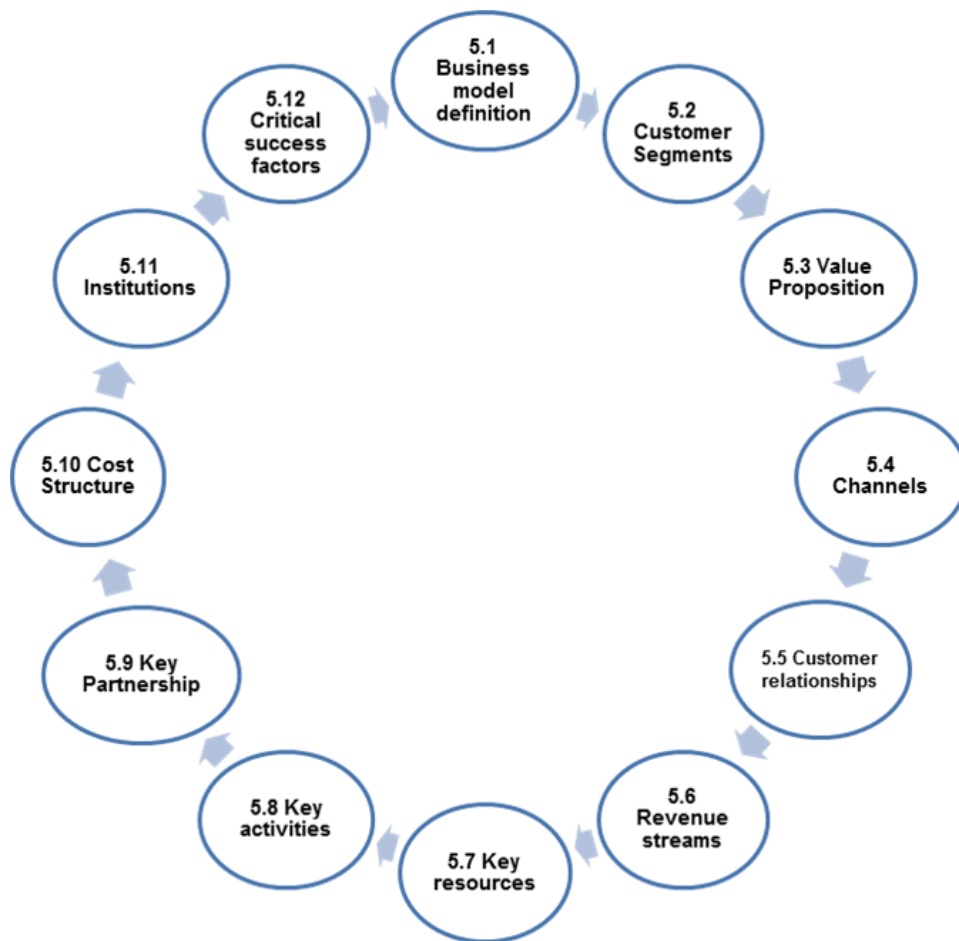 5.1
Business
model
definition
5.2
Customer
Segments
5.3 Value
Proposition
5.4
Channels
5.5 Customer
relationships
5.6
Revenue
streams
5.7 Key
resources
5.8 Key
activities
5.9 Key
Partnership
5.10 Cost
Structure
5.11
Institutions
5.12
Critical
success
factors